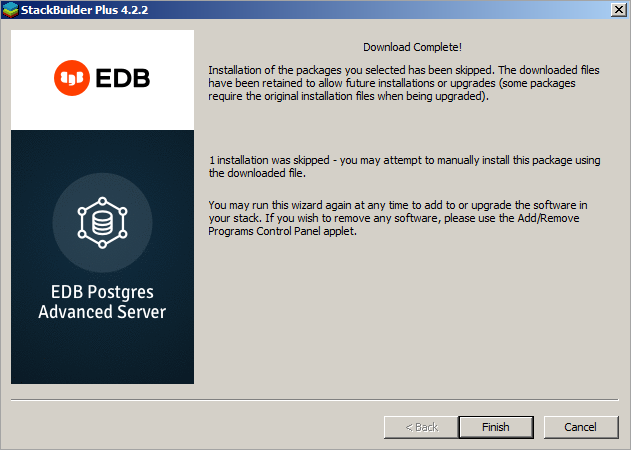 StackBuilder Plus 4.2.2
EDB
EDB Postgres
Advanced Server
Download Complete!
Installation of the packages you selected has been skipped. The downloaded files
have been retained to allow future installations or upgrades (some packages
require the original installation files when being upgraded).
1 installation was skipped - you may attempt to manually install this package using
the downloaded file.
You may run this wizard again at any time to add to or upgrade the software in
your stack. If you wish to remove any software, please use the Add/Remove
Programs Control Panel applet.
< Back
Finish
Cancel